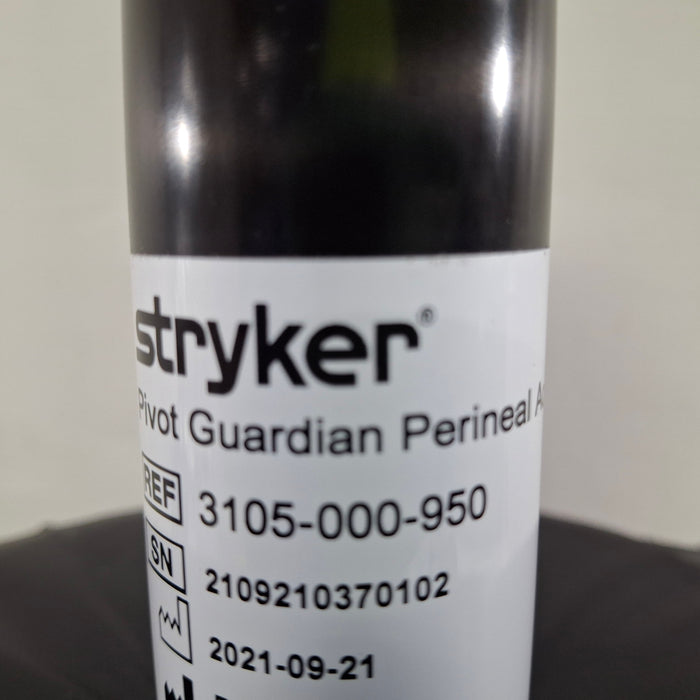 stryker®
Pivot Guardian Perineal
REF 3105-000-950
SN 2109210370102
2021-09-21